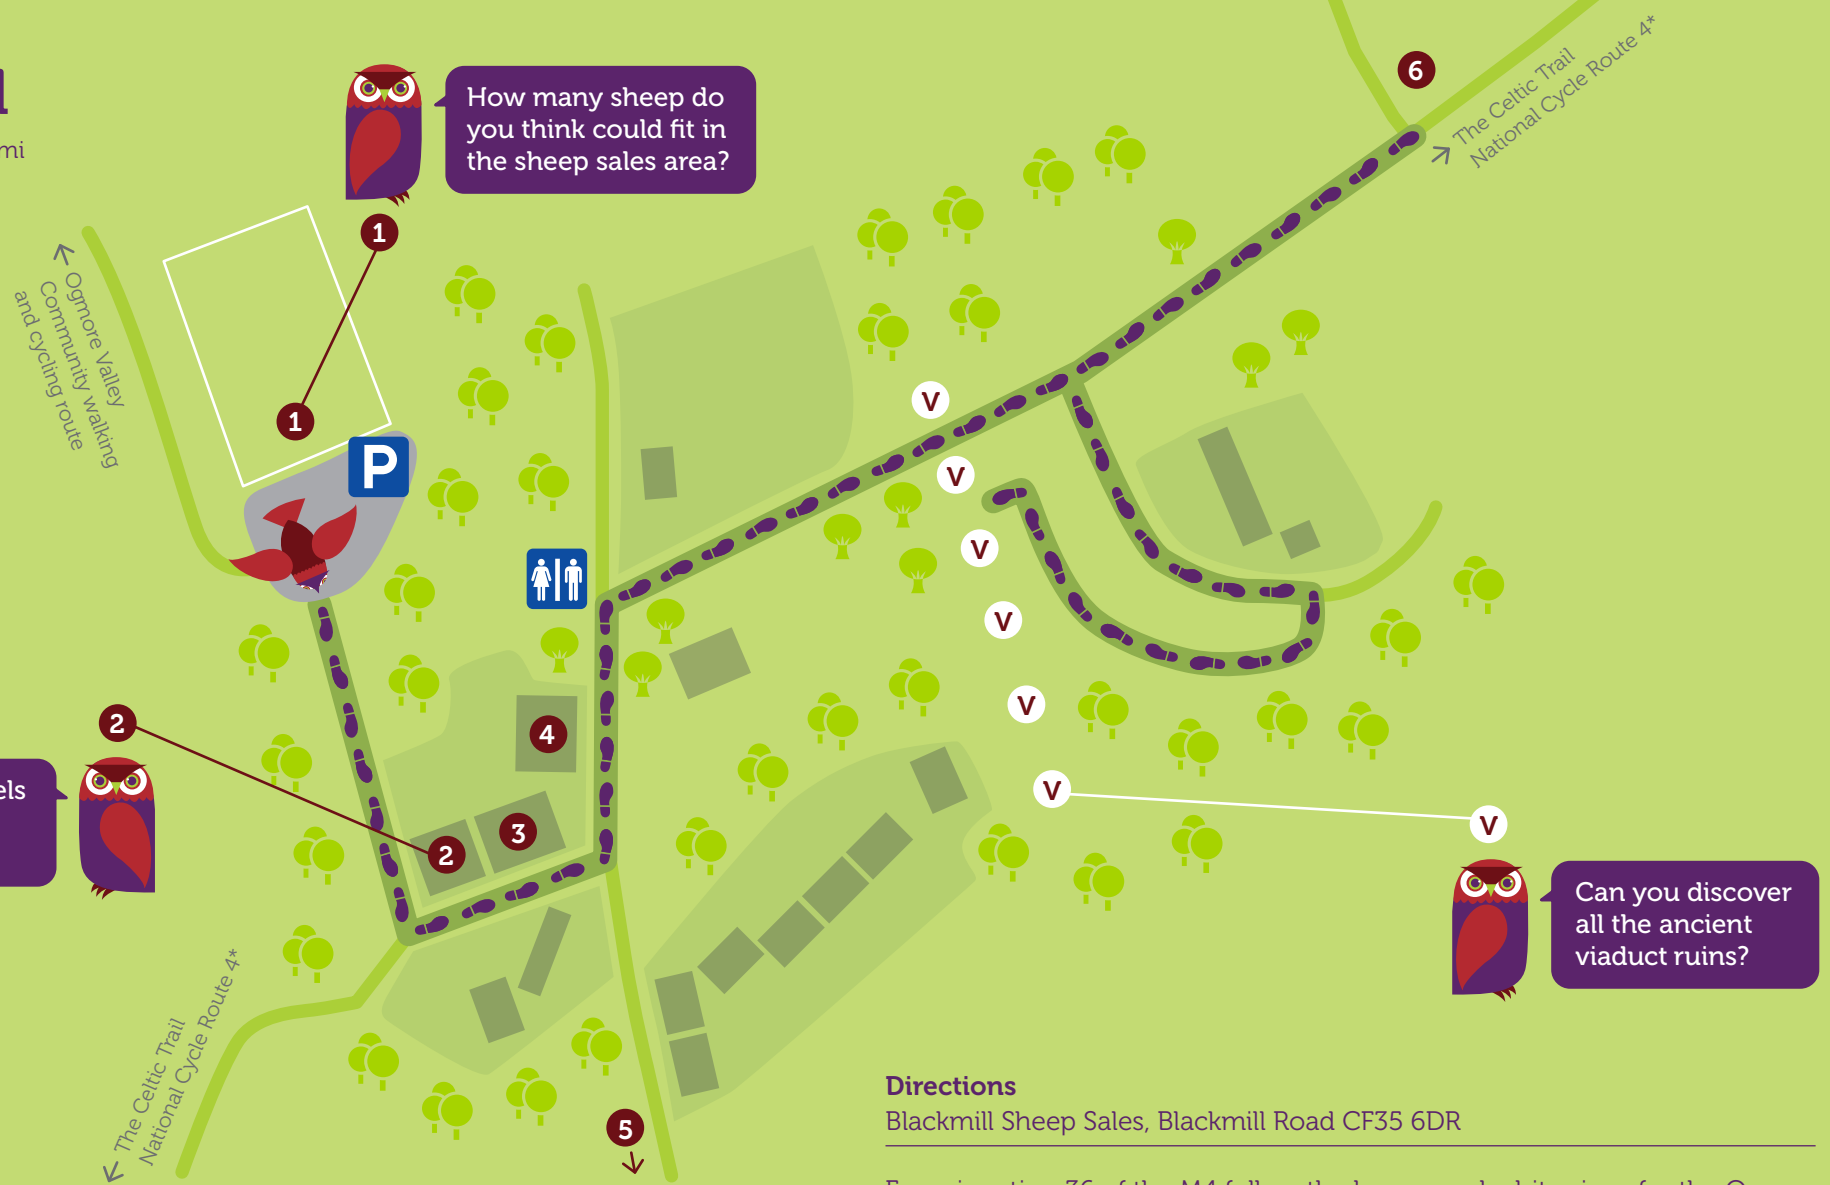 mi
How many sheep do
you think could fit in
the sheep sales area?
1
1
6
The Celtic Trail
National Cycle Route 4*
Ogmore Valley
Community walking
and cycling route
P
V
V
V
V
V
V
V
2
els
4
3
2
Can you discover
all the ancient
viaduct ruins?
The Celtic Trail
National Cycle Route 4*
5
Directions
Blackmill Sheep Sales, Blackmill Road CF35 6DR